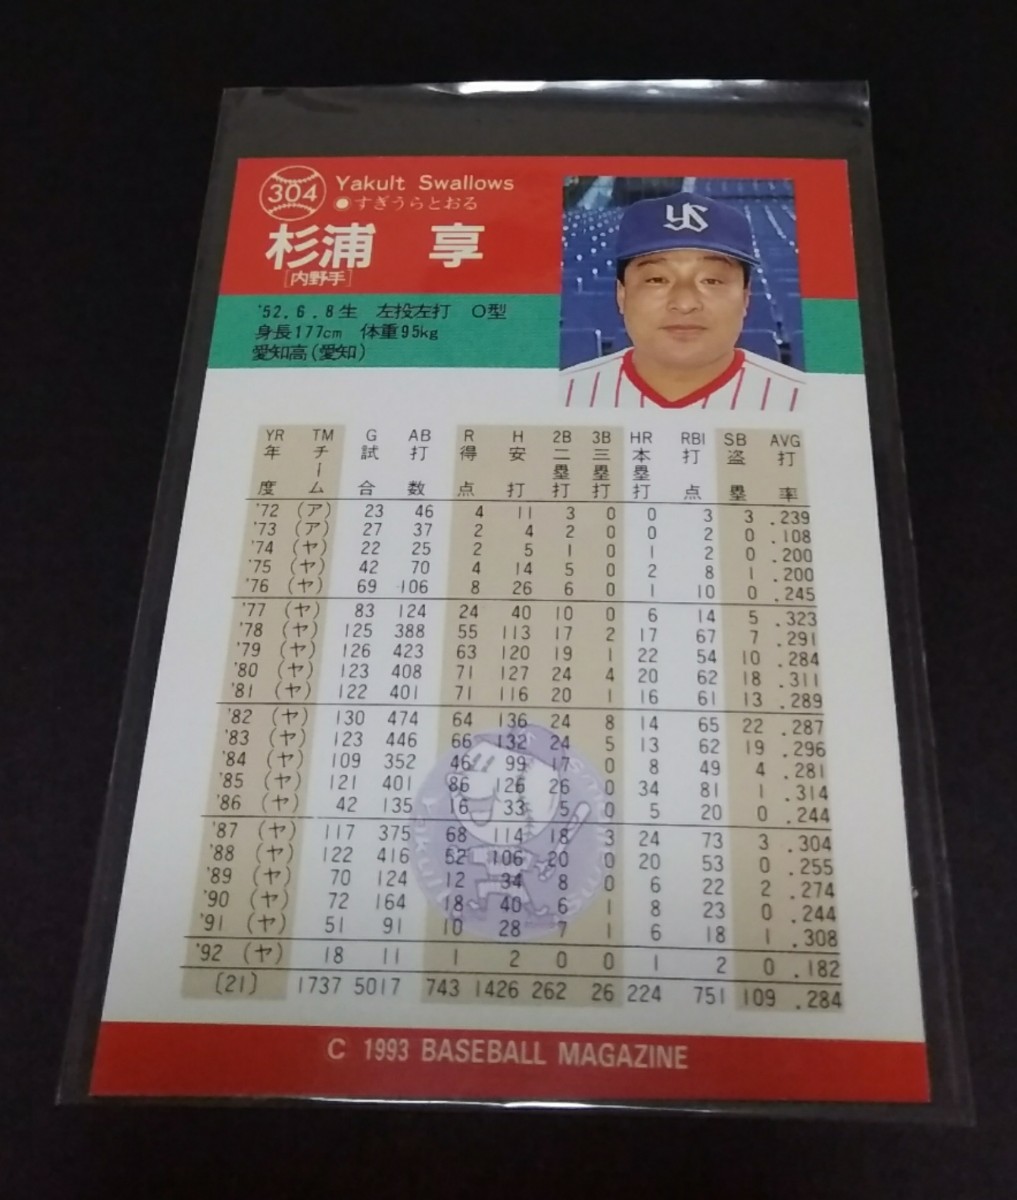 304
Yakult Swallows
●すぎうらとおる
杉浦 享
[内野手]
'52.6.8生 左投左打 O型
身長177cm 体重95kg
愛知高(愛知)
YS
YR TM G AB R H 2B 3B HR RBI SB AVG
年度 チーム 試合 打数 得点 安打 二塁打 三塁打 本塁打 打点 盗塁 打率
'72 (ア) 23 46 4 11 3 0 0 3 3 .239
'73 (ア) 27 37 2 4 2 0 0 2 0 .108
'74 (ヤ) 22 25 2 5 1 0 1 2 0 .200
'75 (ヤ) 42 70 4 14 5 0 2 8 1 .200
'76 (ヤ) 69 106 8 26 6 0 1 10 0 .245
'77 (ヤ) 83 124 24 40 10 0 6 14 5 .323
'78 (ヤ) 125 388 55 113 17 2 17 67 7 .291
'79 (ヤ) 126 423 63 120 19 1 22 54 10 .284
'80 (ヤ) 123 408 71 127 24 4 20 62 18 .311
'81 (ヤ) 122 401 71 116 20 1 16 61 13 .289
'82 (ヤ) 130 474 64 136 24 8 14 65 22 .287
'83 (ヤ) 123 446 66 132 24 5 13 62 19 .296
'84 (ヤ) 109 352 46 99 17 0 8 49 4 .281
'85 (ヤ) 121 401 86 126 26 0 34 81 1 .314
'86 (ヤ) 42 135 16 33 5 0 5 20 0 .244
'87 (ヤ) 117 375 68 114 18 3 24 73 3 .304
'88 (ヤ) 122 416 52 106 20 0 20 53 0 .255
'89 (ヤ) 70 124 12 34 8 0 6 22 2 .274
'90 (ヤ) 72 164 18 40 6 1 8 23 0 .244
'91 (ヤ) 51 91 10 28 7 1 6 18 1 .308
'92 (ヤ) 18 11 1 2 0 0 1 2 0 .182
[21] 1737 5017 743 1426 262 26 224 751 109 .284
C 1993 BASEBALL MAGAZINE